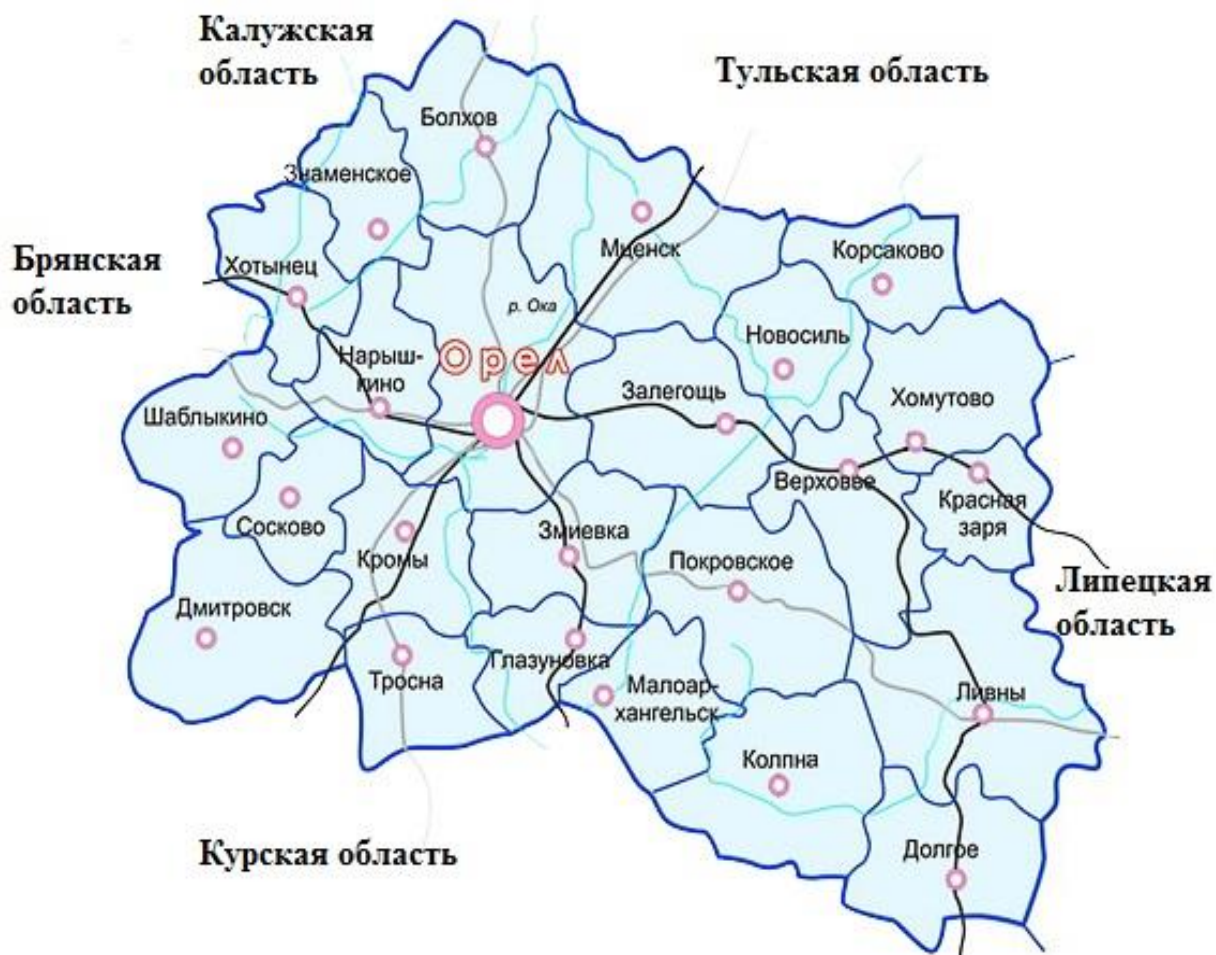 Калужская
область
Тульская область
Болхов
Знаменское
Мценск
Корсаково
Брянская
область
Хотынец
р. Ока
Новосиль
Нарыш-
кино
Орел
Залегощь
Хомутово
Шаблыкино
Верховье
Красная
заря
Сосково
Кромы
Змиевка
Покровское
Липецкая
область
Дмитровск
Тросна
Глазуновка
Малоар-
хангельск
Ливны
Колпна
Курская область
Долгое